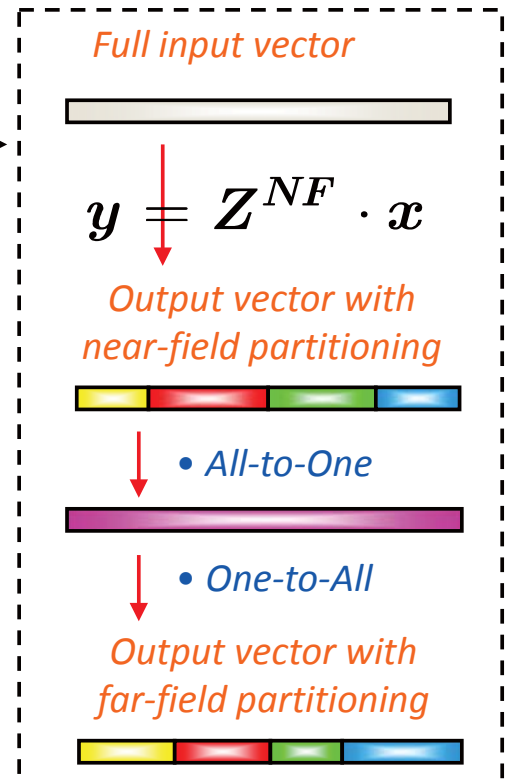 Full input vector
y = Z^{NF} · x
Output vector with
near-field partitioning
• All-to-One
• One-to-All
Output vector with
far-field partitioning